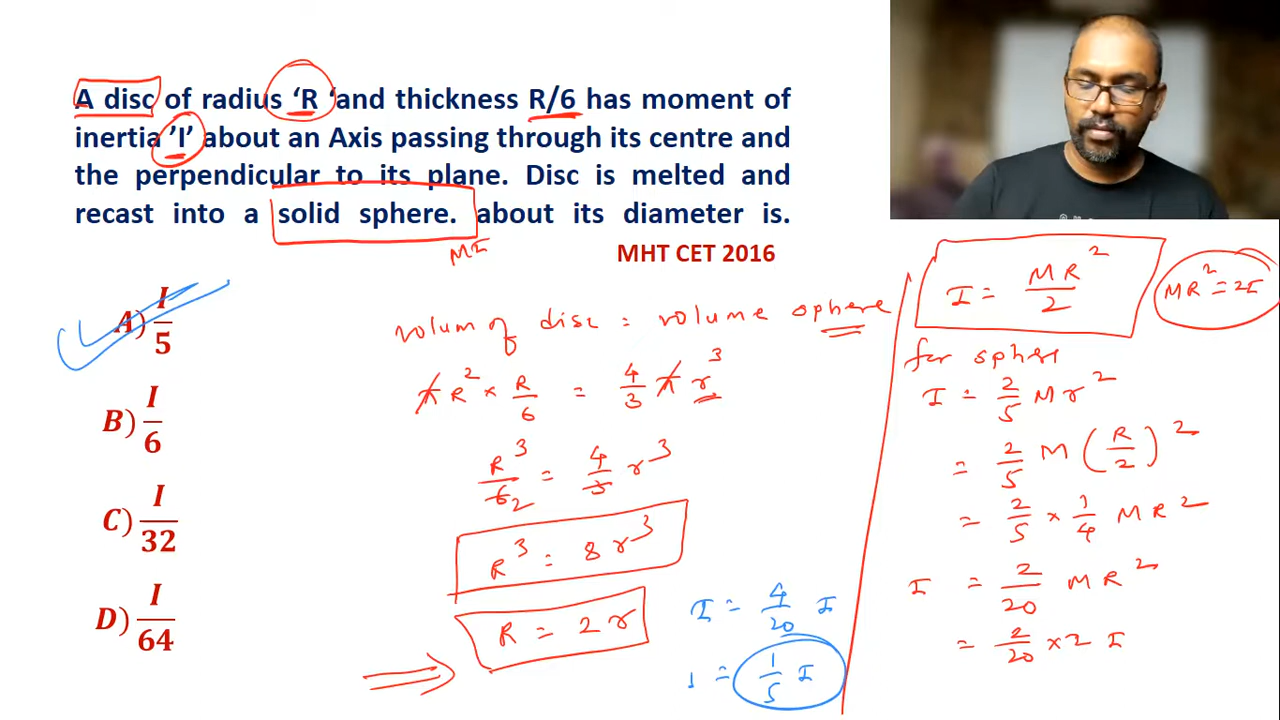 A disc of radius ‘R ‘and thickness R/6 has moment of
inertia ’I’ about an Axis passing through its centre and
the perpendicular to its plane. Disc is melted and
recast into a solid sphere. about its diameter is.
MI
MHT CET 2016
A) I/5
B) I/6
C) I/32
D) I/64
volum of disc = volume sphere
πR² × R/6 = 4/3 π r³
R³/6 2 = 4/3 r³
R³ = 8r³
R = 2r
I = 4/20 I
I = 1/5 I
I = MR²/2
MR² = 2I
for sphere
I = 2/5 Mr²
= 2/5 M (R/2)²
= 2/5 × 1/4 MR²
I = 2/20 MR²
= 2/20 × 2 I